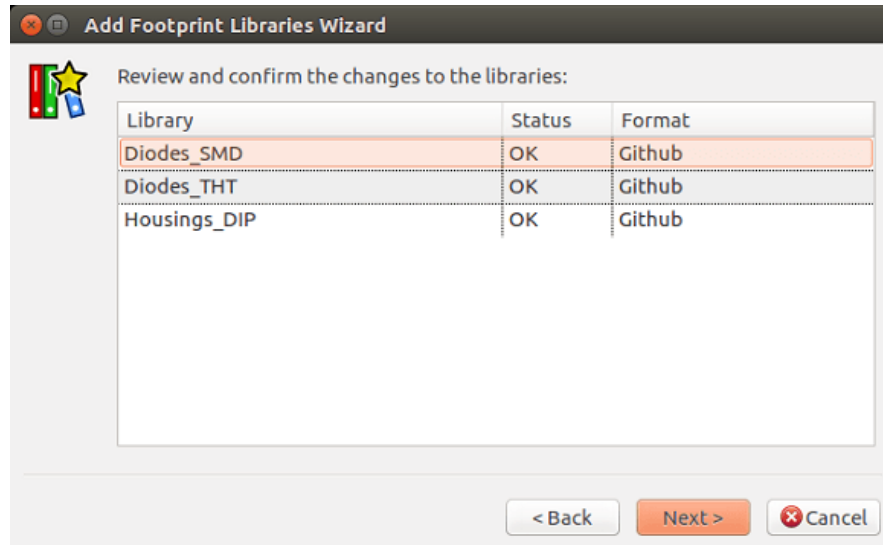 Add Footprint Libraries Wizard
Review and confirm the changes to the libraries:
Library Status Format
Diodes_SMD OK Github
Diodes_THT OK Github
Housings_DIP OK Github
< Back Next > Cancel